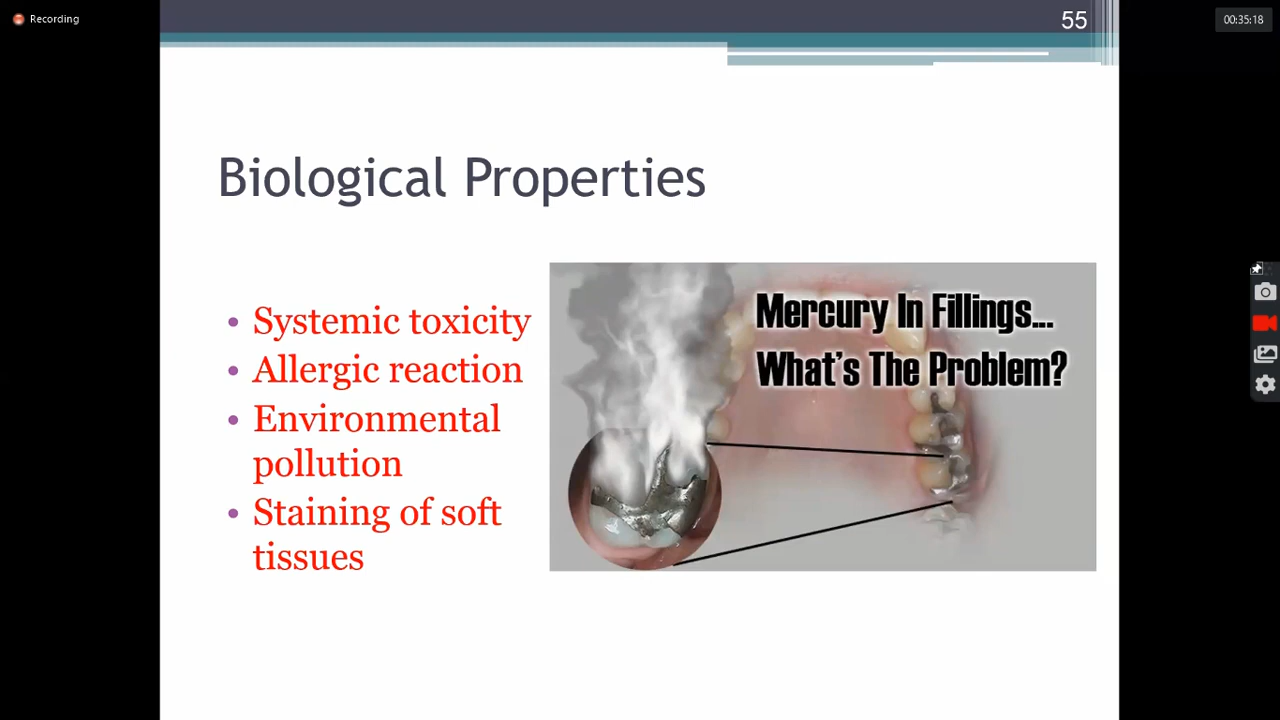 Recording
55
00:35:18
Biological Properties
• Systemic toxicity
• Allergic reaction
• Environmental
pollution
• Staining of soft
tissues
Mercury In Fillings...
What's The Problem?